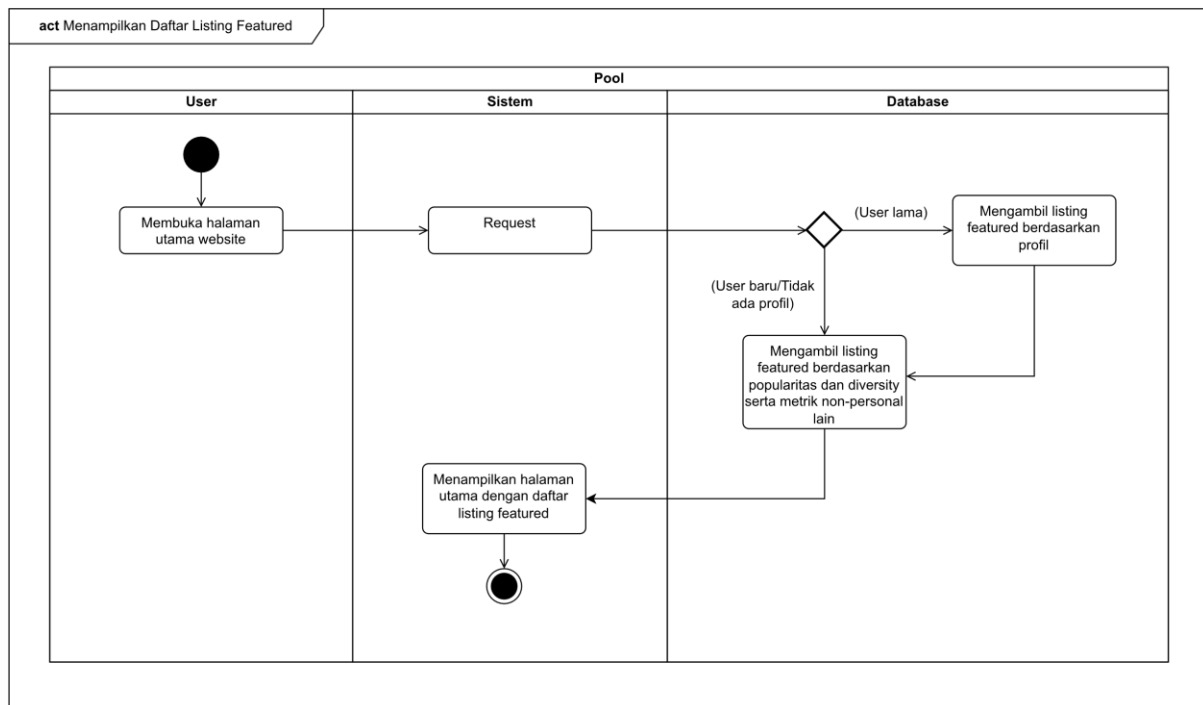 act Menampilkan Daftar Listing Featured
Pool
User
Sistem
Database
Membuka halaman
utama website
Request
(User lama)
Mengambil listing
featured berdasarkan
profil
(User baru/Tidak
ada profil)
Mengambil listing
featured berdasarkan
popularitas dan diversity
serta metrik non-personal
lain
Menampilkan halaman
utama dengan daftar
listing featured